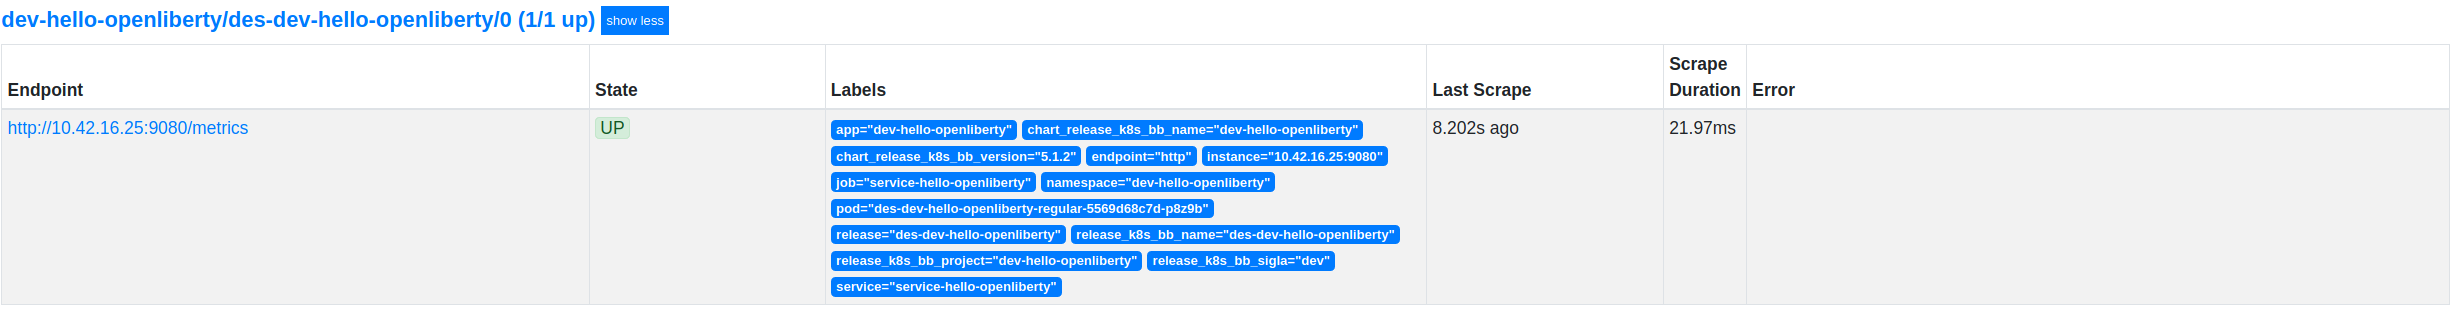 dev-hello-openliberty/des-dev-hello-openliberty/0 (1/1 up) show less
Endpoint State Labels Last Scrape Scrape Duration Error
http://10.42.16.25:9080/metrics UP app="dev-hello-openliberty" chart_release_k8s_bb_name="dev-hello-openliberty" 8.202s ago 21.97ms
chart_release_k8s_bb_version="5.1.2" endpoint="http" instance="10.42.16.25:9080"
job="service-hello-openliberty" namespace="dev-hello-openliberty"
pod="des-dev-hello-openliberty-regular-5569d68c7d-p8z9b"
release="des-dev-hello-openliberty" release_k8s_bb_name="des-dev-hello-openliberty"
release_k8s_bb_project="dev-hello-openliberty" release_k8s_bb_sigla="dev"
service="service-hello-openliberty"